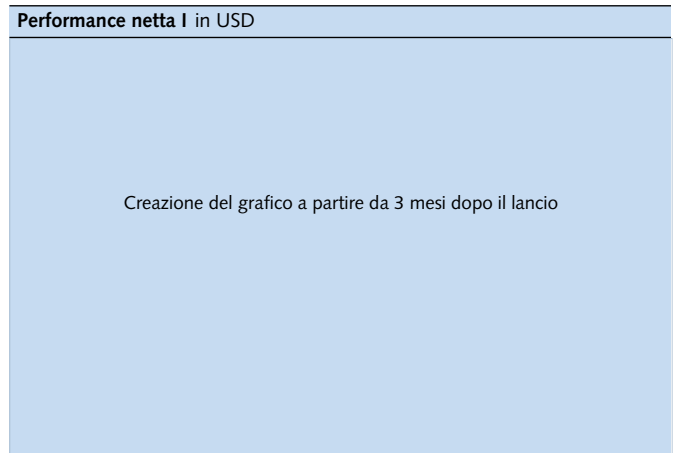 Performance netta I in USD
Creazione del grafico a partire da 3 mesi dopo il lancio